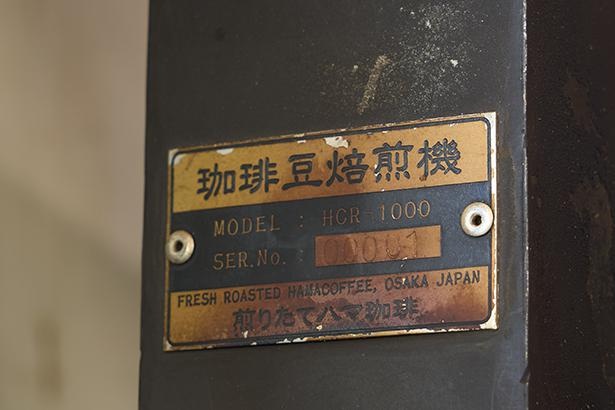 珈琲豆焙煎機
MODEL : HCR-1000
SER.No. : 00001
FRESH ROASTED HAMACOFFEE, OSAKA JAPAN
煎りたてハマ珈琲